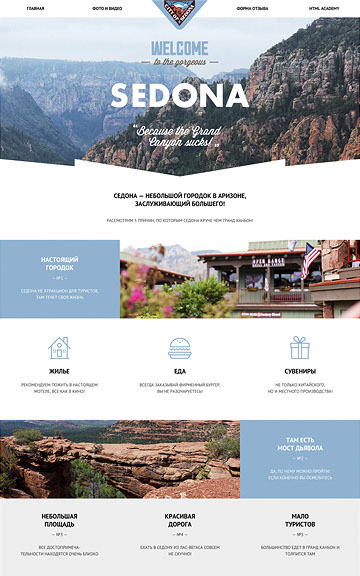 ГЛАВНАЯ ФОТО И ВИДЕО ФОРМА ОТЗЫВА HTML ACADEMY
WELCOME
to the gorgeous
SEDONA
“Because the Grand
Canyon sucks!”
СЕДОНА — НЕБОЛЬШОЙ ГОРОДОК В АРИЗОНЕ,
ЗАСЛУЖИВАЮЩИЙ БОЛЬШЕГО!
РАССМОТРИМ 5 ПРИЧИН, ПО КОТОРЫМ СЕДОНА КРУЧЕ ЧЕМ ГРАНД КАНЬОН!
НАСТОЯЩИЙ
ГОРОДОК
— №1 —
СЕДОНА НЕ АТТРАКЦИОН ДЛЯ ТУРИСТОВ,
ТАМ ТЕЧЕТ СВОЯ ЖИЗНЬ
ЖИЛЬЕ
РЕКОМЕНДУЕМ ПОЖИТЬ В НАСТОЯЩЕМ
МОТЕЛЕ, ВСЕ КАК В КИНО!
ЕДА
ВСЕГДА ЗАКАЗЫВАЙ ФИРМЕННЫЙ БУРГЕР,
ВЫ НЕ РАЗОЧАРУЕТЕСЬ!
СУВЕНИРЫ
НЕ ТОЛЬКО КИТАЙСКОГО,
НО И МЕСТНОГО ПРОИЗВОДСТВА!
ТАМ ЕСТЬ
МОСТ ДЬЯВОЛА
— №2 —
ДА, ПО НЕМУ МОЖНО ПРОЙТИ!
ЕСЛИ КОНЕЧНО ВЫ ОСМЕЛИТЕСЬ
НЕБОЛЬШАЯ
ПЛОЩАДЬ
— №3 —
ВСЕ ДОСТОПРИМЕЧА-
ТЕЛЬНОСТИ НАХОДЯТСЯ ОЧЕНЬ БЛИЗКО
КРАСИВАЯ
ДОРОГА
— №4 —
ЕХАТЬ В СЕДОНУ ИЗ ЛАС-ВЕГАСА СОВСЕМ
НЕ СКУЧНО!
МАЛО
ТУРИСТОВ
— №5 —
БОЛЬШИНСТВО ЕДЕТ В ГРАНД КАНЬОН И
ТОЛПИТСЯ ТАМ